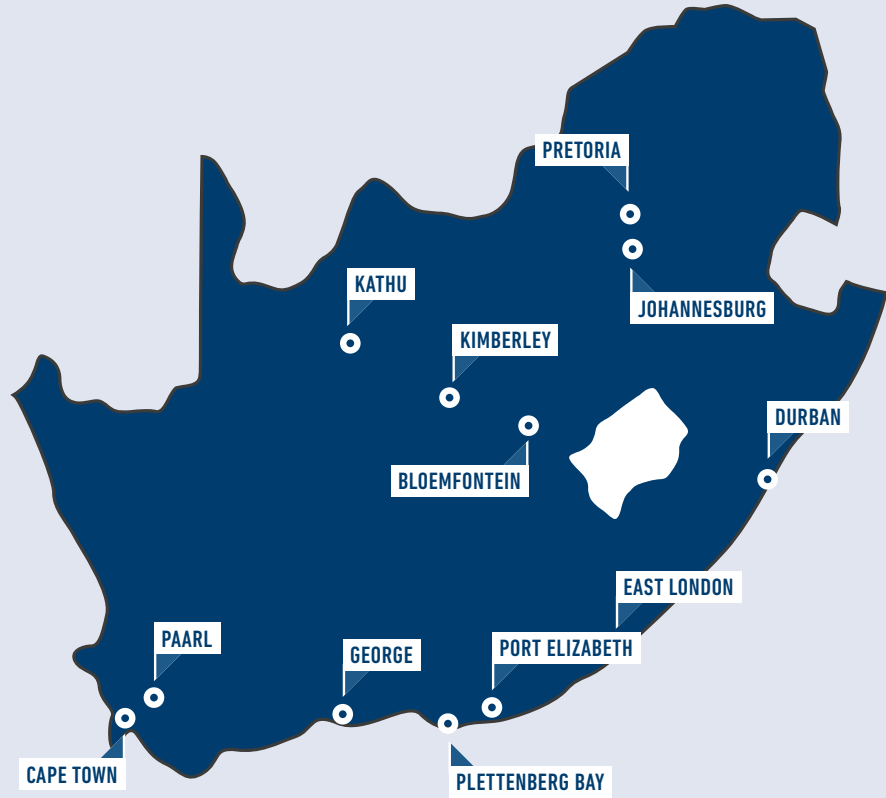 PRETORIA
JOHANNESBURG
KATHU
KIMBERLEY
DURBAN
BLOEMFONTEIN
EAST LONDON
PAARL
GEORGE
PORT ELIZABETH
CAPE TOWN
PLETTENBERG BAY